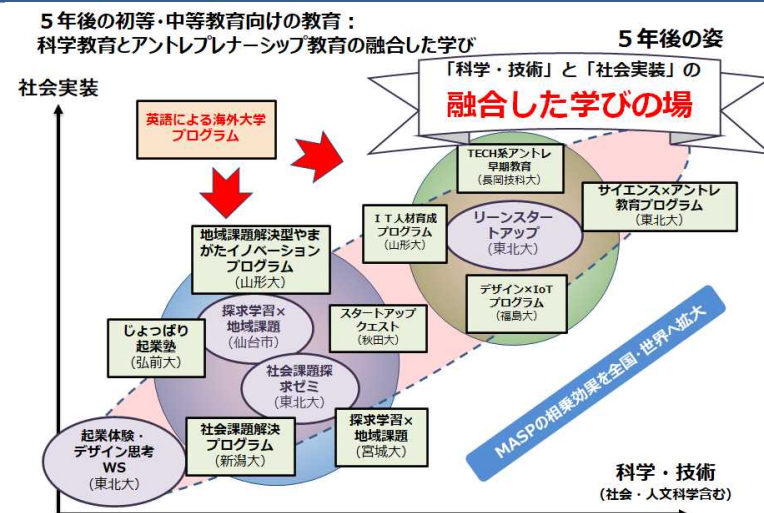 ５年後の初等・中等教育向けの教育：
科学教育とアントレプレナーシップ教育の融合した学び
５年後の姿
「科学・技術」と「社会実装」の
融合した学びの場
社会実装
英語による海外大学
プログラム
TECH系アントレ
早期教育
（長岡技科大）
サイエンス×アントレ
教育プログラム
（東北大）
ＩＴ人材育成
プログラム
（山形大）
リーンスター
トアップ
（東北大）
地域課題解決型やま
がたイノベーション
プログラム
（山形大）
デザイン×IoT
プログラム
（福島大）
探求学習×
地域課題
（仙台市）
スタートアップ
クエスト
（秋田大）
じょっぱり
起業塾
（弘前大）
社会課題探
求ゼミ
（東北大）
MASPの相乗効果を全国・世界へ拡大
探究学習×
地域課題
（宮城大）
社会課題解決
プログラム
（新潟大）
起業体験・
デザイン思考
WS
（東北大）
科学・技術
（社会・人文科学含む）